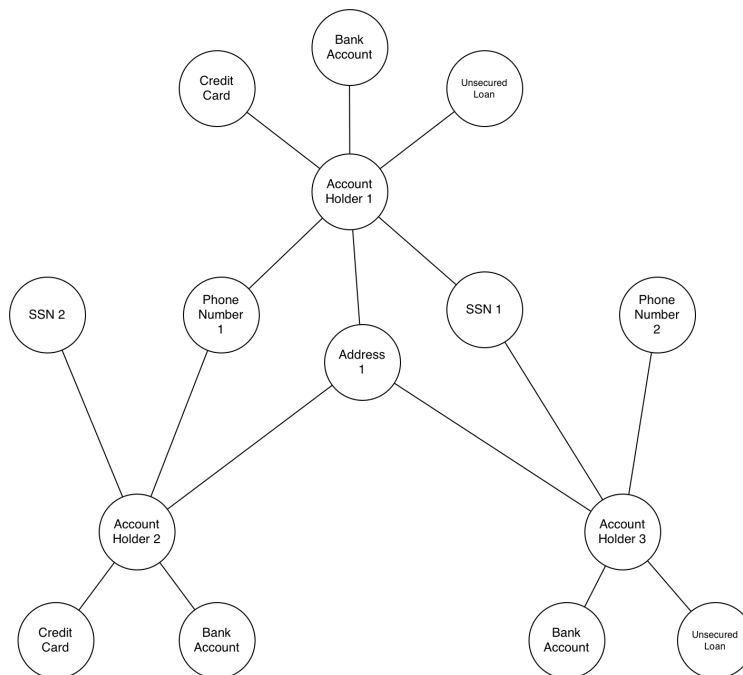 Bank
Account
Credit
Card
Unsecured
Loan
Account
Holder 1
SSN 2
Phone
Number
1
SSN 1
Phone
Number
2
Address
1
Account
Holder 2
Account
Holder 3
Credit
Card
Bank
Account
Bank
Account
Unsecured
Loan